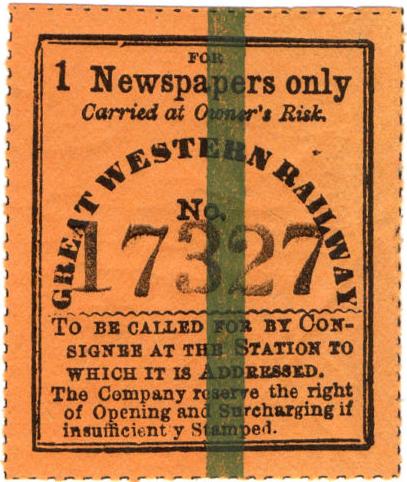 FOR
1 Newspapers only
Carried at Owner's Risk.
GREAT WESTERN RAILWAY
No.
17327
TO BE CALLED FOR BY CON-
SIGNEE AT THE STATION TO
WHICH IT IS ADDRESSED.
The Company reserve the right
of Opening and Surcharging if
insufficient y Stamped.